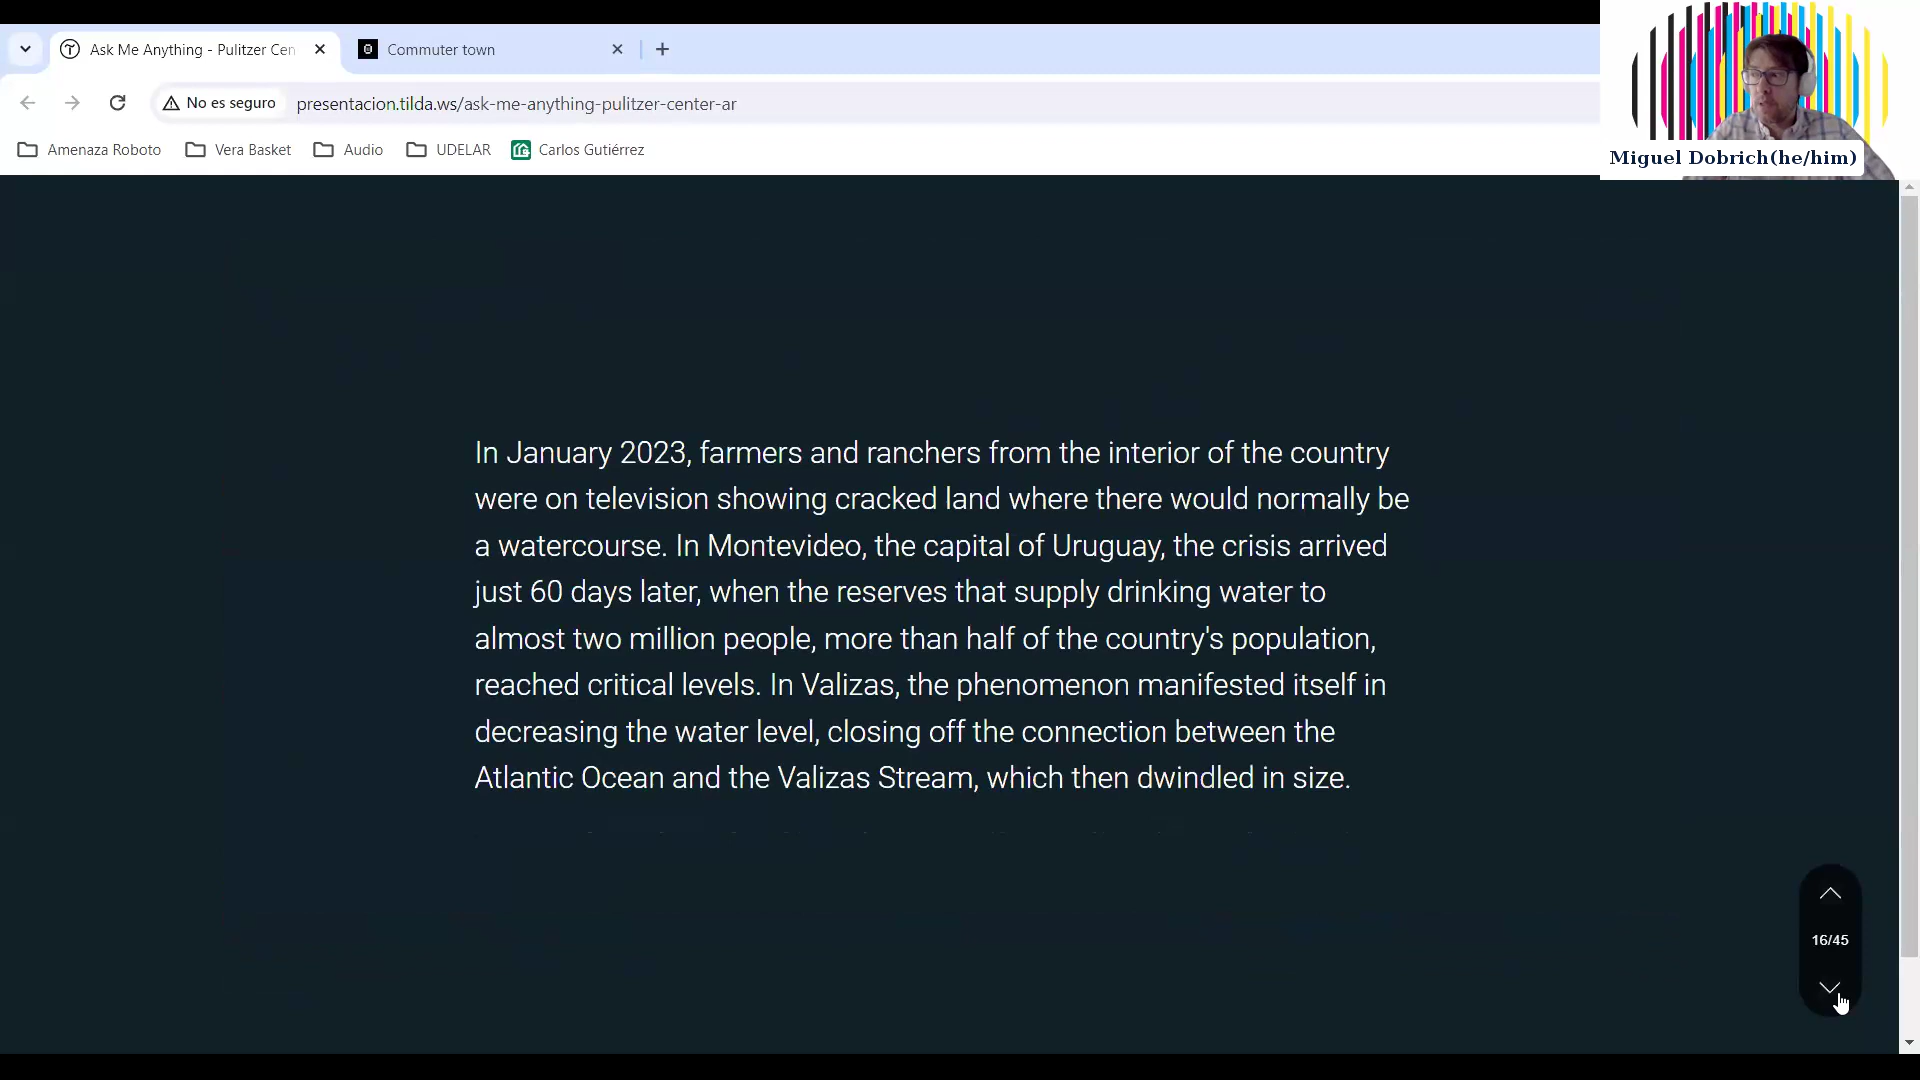 Ask Me Anything - Pulitzer Cen
Commuter town
No es seguro
presentacion.tilda.ws/ask-me-anything-pulitzer-center-ar
Amenaza Roboto
Vera Basket
Audio
UDELAR
Carlos Gutiérrez
Miguel Dobrich(he/him)
In January 2023, farmers and ranchers from the interior of the country
were on television showing cracked land where there would normally be
a watercourse. In Montevideo, the capital of Uruguay, the crisis arrived
just 60 days later, when the reserves that supply drinking water to
almost two million people, more than half of the country's population,
reached critical levels. In Valizas, the phenomenon manifested itself in
decreasing the water level, closing off the connection between the
Atlantic Ocean and the Valizas Stream, which then dwindled in size.
16/45